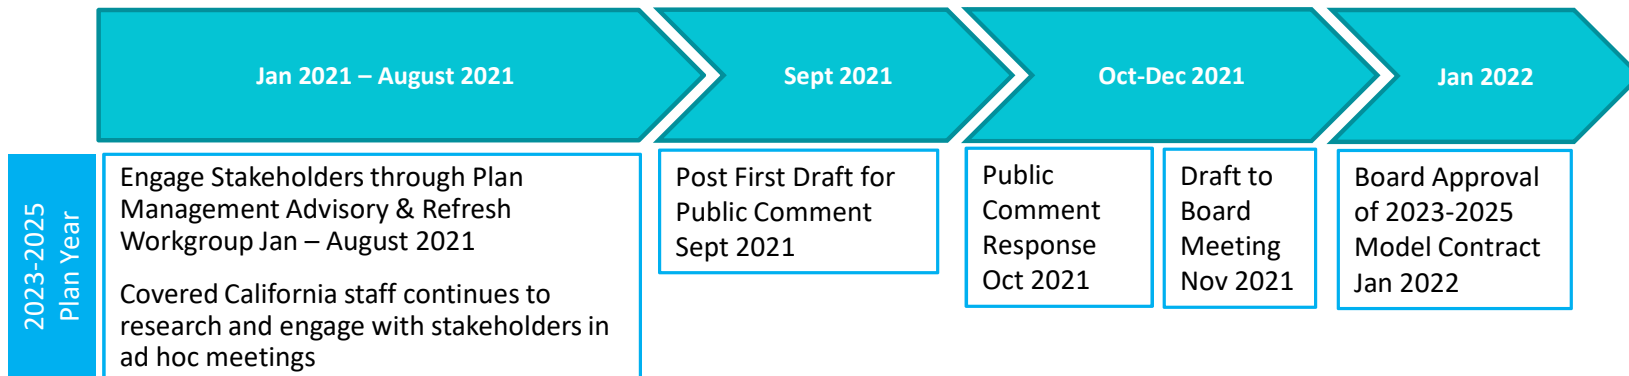 Jan 2021 – August 2021
Sept 2021
Oct-Dec 2021
Jan 2022
2023-2025
Plan Year
Engage Stakeholders through Plan
Management Advisory & Refresh
Workgroup Jan – August 2021
Covered California staff continues to
research and engage with stakeholders in
ad hoc meetings
Post First Draft for
Public Comment
Sept 2021
Public
Comment
Response
Oct 2021
Draft to
Board
Meeting
Nov 2021
Board Approval
of 2023-2025
Model Contract
Jan 2022